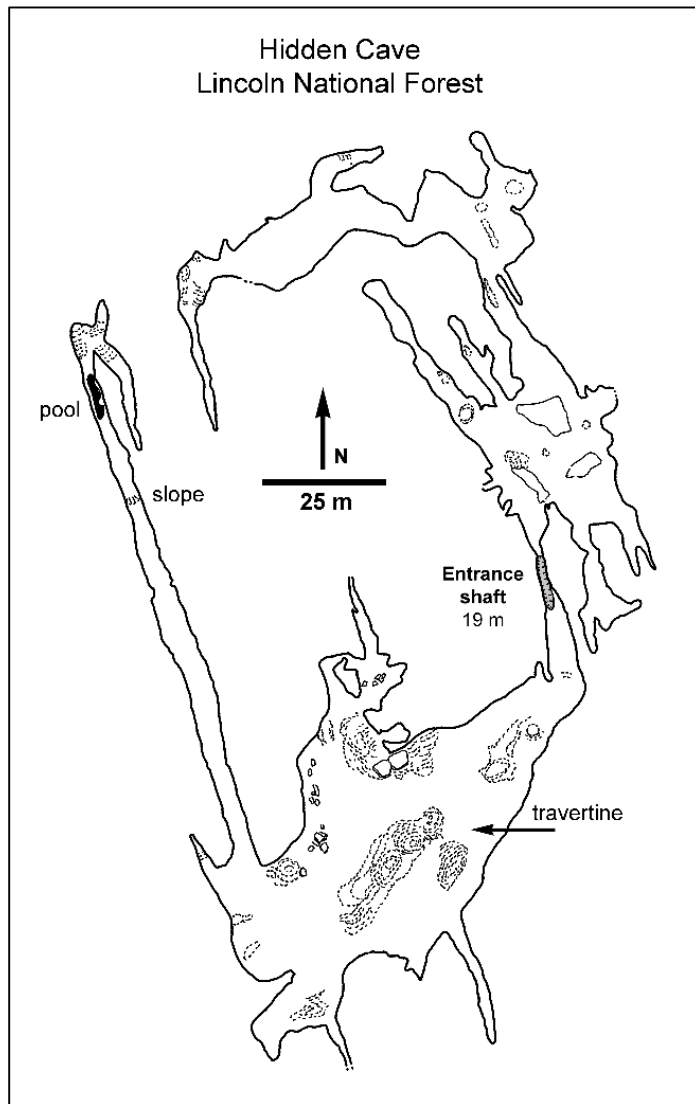 Hidden Cave
Lincoln National Forest
pool
N
slope
25 m
Entrance
shaft
19 m
travertine